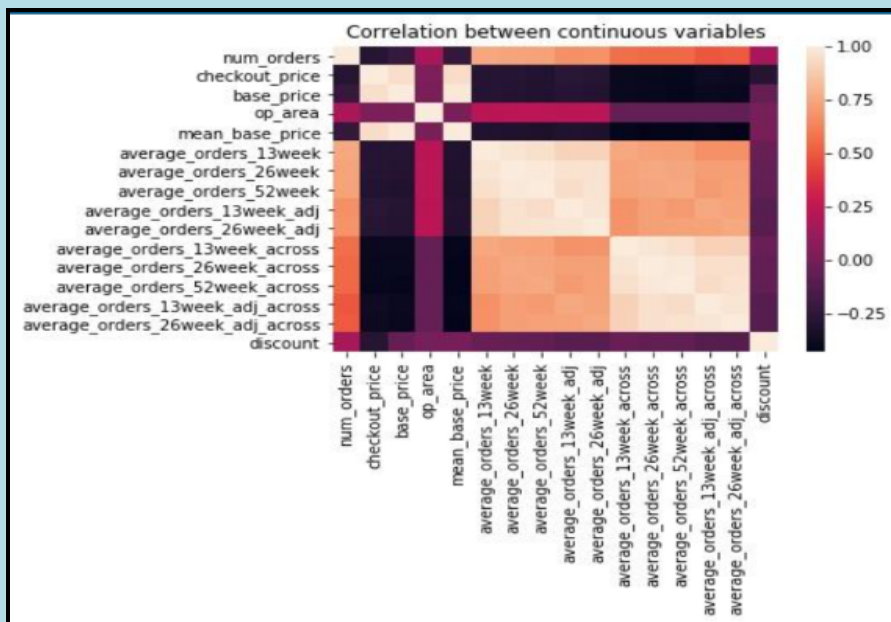 Correlation between continuous variables
num_orders
checkout_price
base_price
op_area
mean_base_price
average_orders_13week
average_orders_26week
average_orders_52week
average_orders_13week_adj
average_orders_26week_adj
average_orders_13week_across
average_orders_26week_across
average_orders_52week_across
average_orders_13week_adj_across
average_orders_26week_adj_across
discount
1.00
0.75
0.50
0.25
0.00
−0.25
num_orders
checkout_price
base_price
op_area
mean_base_price
average_orders_13week
average_orders_26week
average_orders_52week
average_orders_13week_adj
average_orders_26week_adj
average_orders_13week_across
average_orders_26week_across
average_orders_52week_across
average_orders_13week_adj_across
average_orders_26week_adj_across
discount